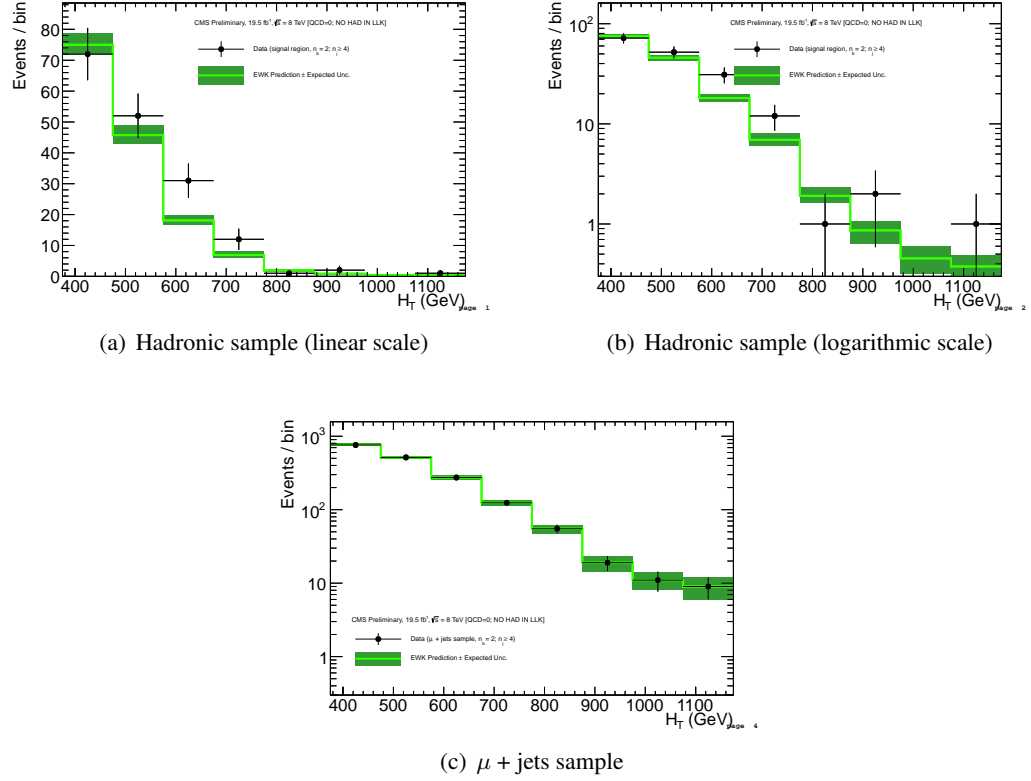 CMS Preliminary, 19.5 fb⁻¹, √s = 8 TeV [QCD=0; NO HAD IN LLK]
Data (signal region, n_b = 2; n_j ≥ 4)
EWK Prediction ± Expected Unc.
Events / bin
80
70
60
50
40
30
20
10
0
400 500 600 700 800 900 1000 1100
H_T (GeV)
page 1
(a) Hadronic sample (linear scale)
CMS Preliminary, 19.5 fb⁻¹, √s = 8 TeV [QCD=0; NO HAD IN LLK]
Data (signal region, n_b = 2; n_j ≥ 4)
EWK Prediction ± Expected Unc.
Events / bin
10²
10
1
400 500 600 700 800 900 1000 1100
H_T (GeV)
page 2
(b) Hadronic sample (logarithmic scale)
Events / bin
10³
10²
10
1
CMS Preliminary, 19.5 fb⁻¹, √s = 8 TeV [QCD=0; NO HAD IN LLK]
Data (μ + jets sample, n_b = 2; n_j ≥ 4)
EWK Prediction ± Expected Unc.
400 500 600 700 800 900 1000 1100
H_T (GeV)
page 4
(c) μ + jets sample